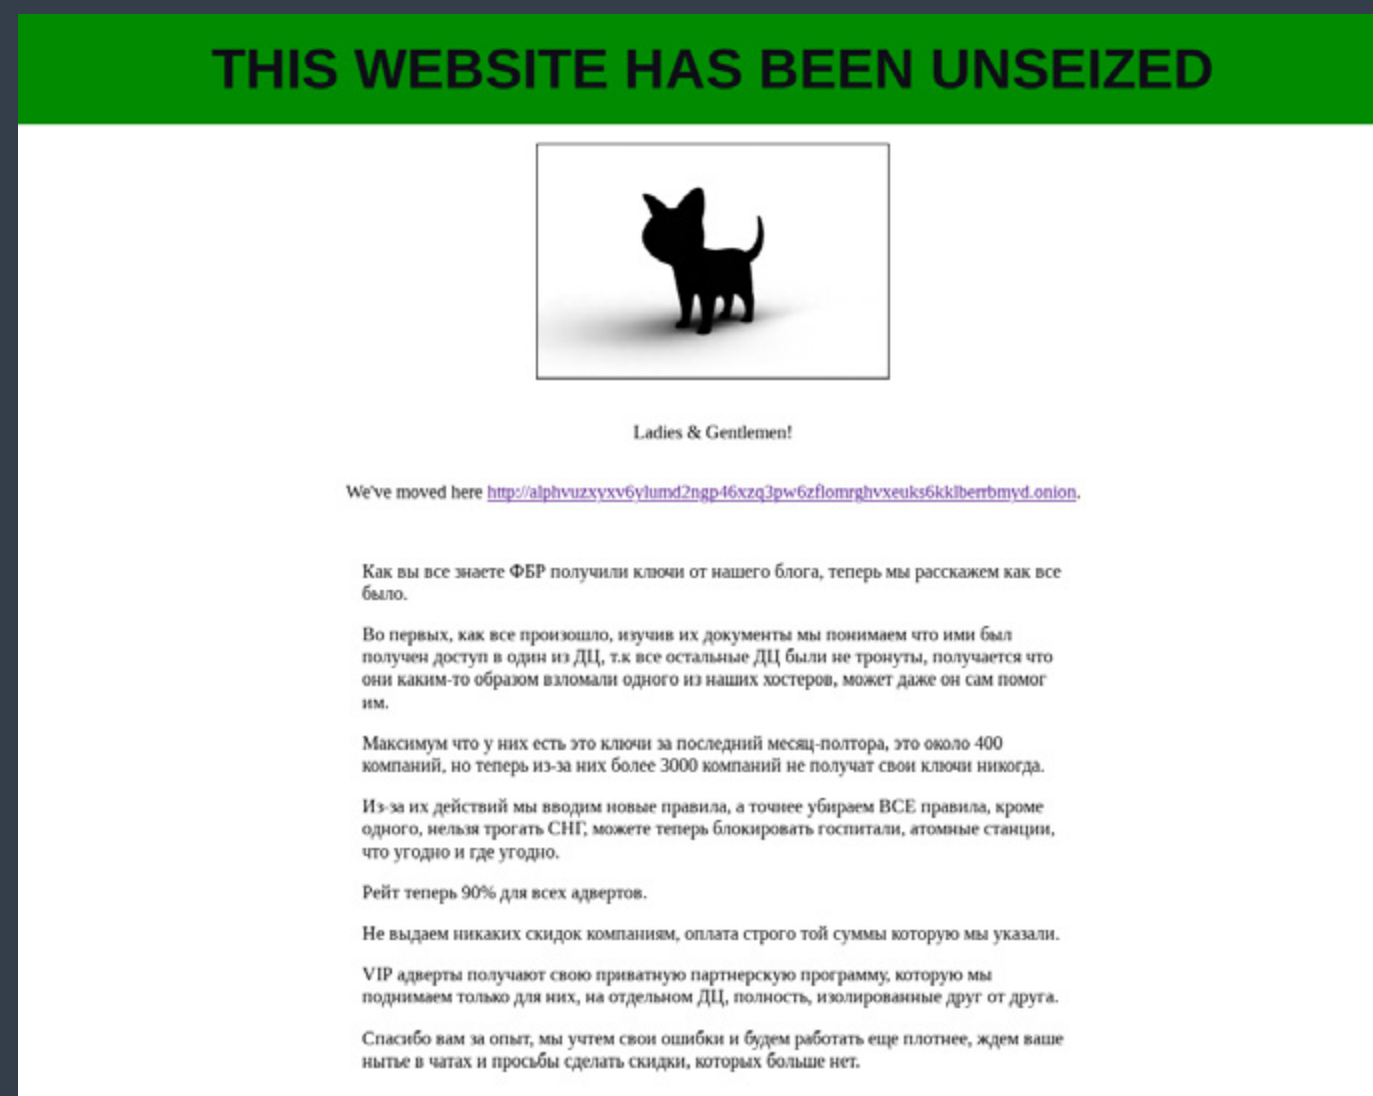 THIS WEBSITE HAS BEEN UNSEIZED
Ladies & Gentlemen!
We've moved here http://alphvuzxyxv6ylumd2ngp46xzq3pw6zflomrghvxeuks6kklberrbmyd.onion.
Как вы все знаете ФБР получили ключи от нашего блога, теперь мы расскажем как все
было.
Во первых, как все произошло, изучив их документы мы понимаем что ими был
получен доступ в один из ДЦ, т.к все остальные ДЦ были не тронуты, получается что
они каким-то образом взломали одного из наших хостеров, может даже он сам помог
им.
Максимум что у них есть это ключи за последний месяц-полтора, это около 400
компаний, но теперь из-за них более 3000 компаний не получат свои ключи никогда.
Из-за их действий мы вводим новые правила, а точнее убираем ВСЕ правила, кроме
одного, нельзя трогать СНГ, можете теперь блокировать госпитали, атомные станции,
что угодно и где угодно.
Рейт теперь 90% для всех адвертов.
Не выдаем никаких скидок компаниям, оплата строго той суммы которую мы указали.
VIP адверты получают свою приватную партнерскую программу, которую мы
поднимаем только для них, на отдельном ДЦ, полность, изолированные друг от друга.
Спасибо вам за опыт, мы учтем свои ошибки и будем работать еще плотнее, ждем ваше
нытье в чатах и просьбы сделать скидки, которых больше нет.